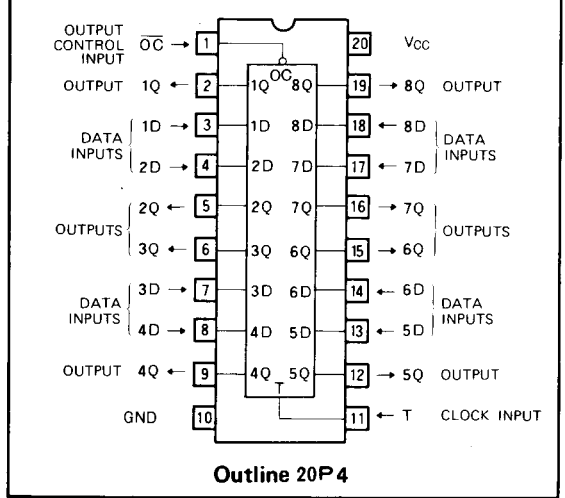 OUTPUT
CONTROL
INPUT
O̅C̅ → 1
20 VCC
OUTPUT 1Q ← 2
OC
1Q 8Q
19 → 8Q OUTPUT
DATA
INPUTS
1D → 3
1D 8D
18 ← 8D
2D → 4
2D 7D
17 ← 7D
DATA
INPUTS
OUTPUTS
2Q ← 5
2Q 7Q
16 → 7Q
3Q ← 6
3Q 6Q
15 → 6Q
OUTPUTS
DATA
INPUTS
3D → 7
3D 6D
14 ← 6D
4D → 8
4D 5D
13 ← 5D
DATA
INPUTS
OUTPUT 4Q ← 9
4Q 5Q
T
12 → 5Q OUTPUT
GND 10
11 ← T CLOCK INPUT
Outline 20P4